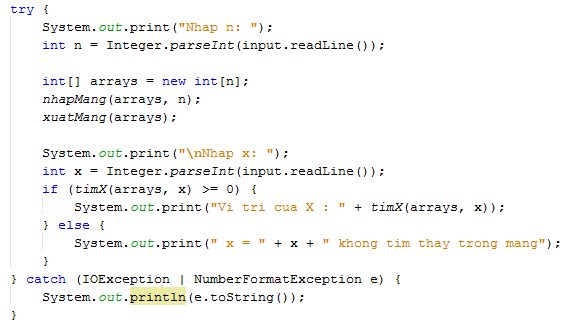 try {
    System.out.print("Nhap n: ");
    int n = Integer.parseInt(input.readLine());
    int[] arrays = new int[n];
    nhapMang(arrays, n);
    xuatMang(arrays);
    System.out.print("\nNhap x: ");
    int x = Integer.parseInt(input.readLine());
    if (timX(arrays, x) >= 0) {
        System.out.print("Vi tri cua X : " + timX(arrays, x));
    } else {
        System.out.print(" x = " + x + " khong tim thay trong mang");
    }
} catch (IOException | NumberFormatException e) {
    System.out.println(e.toString());
}